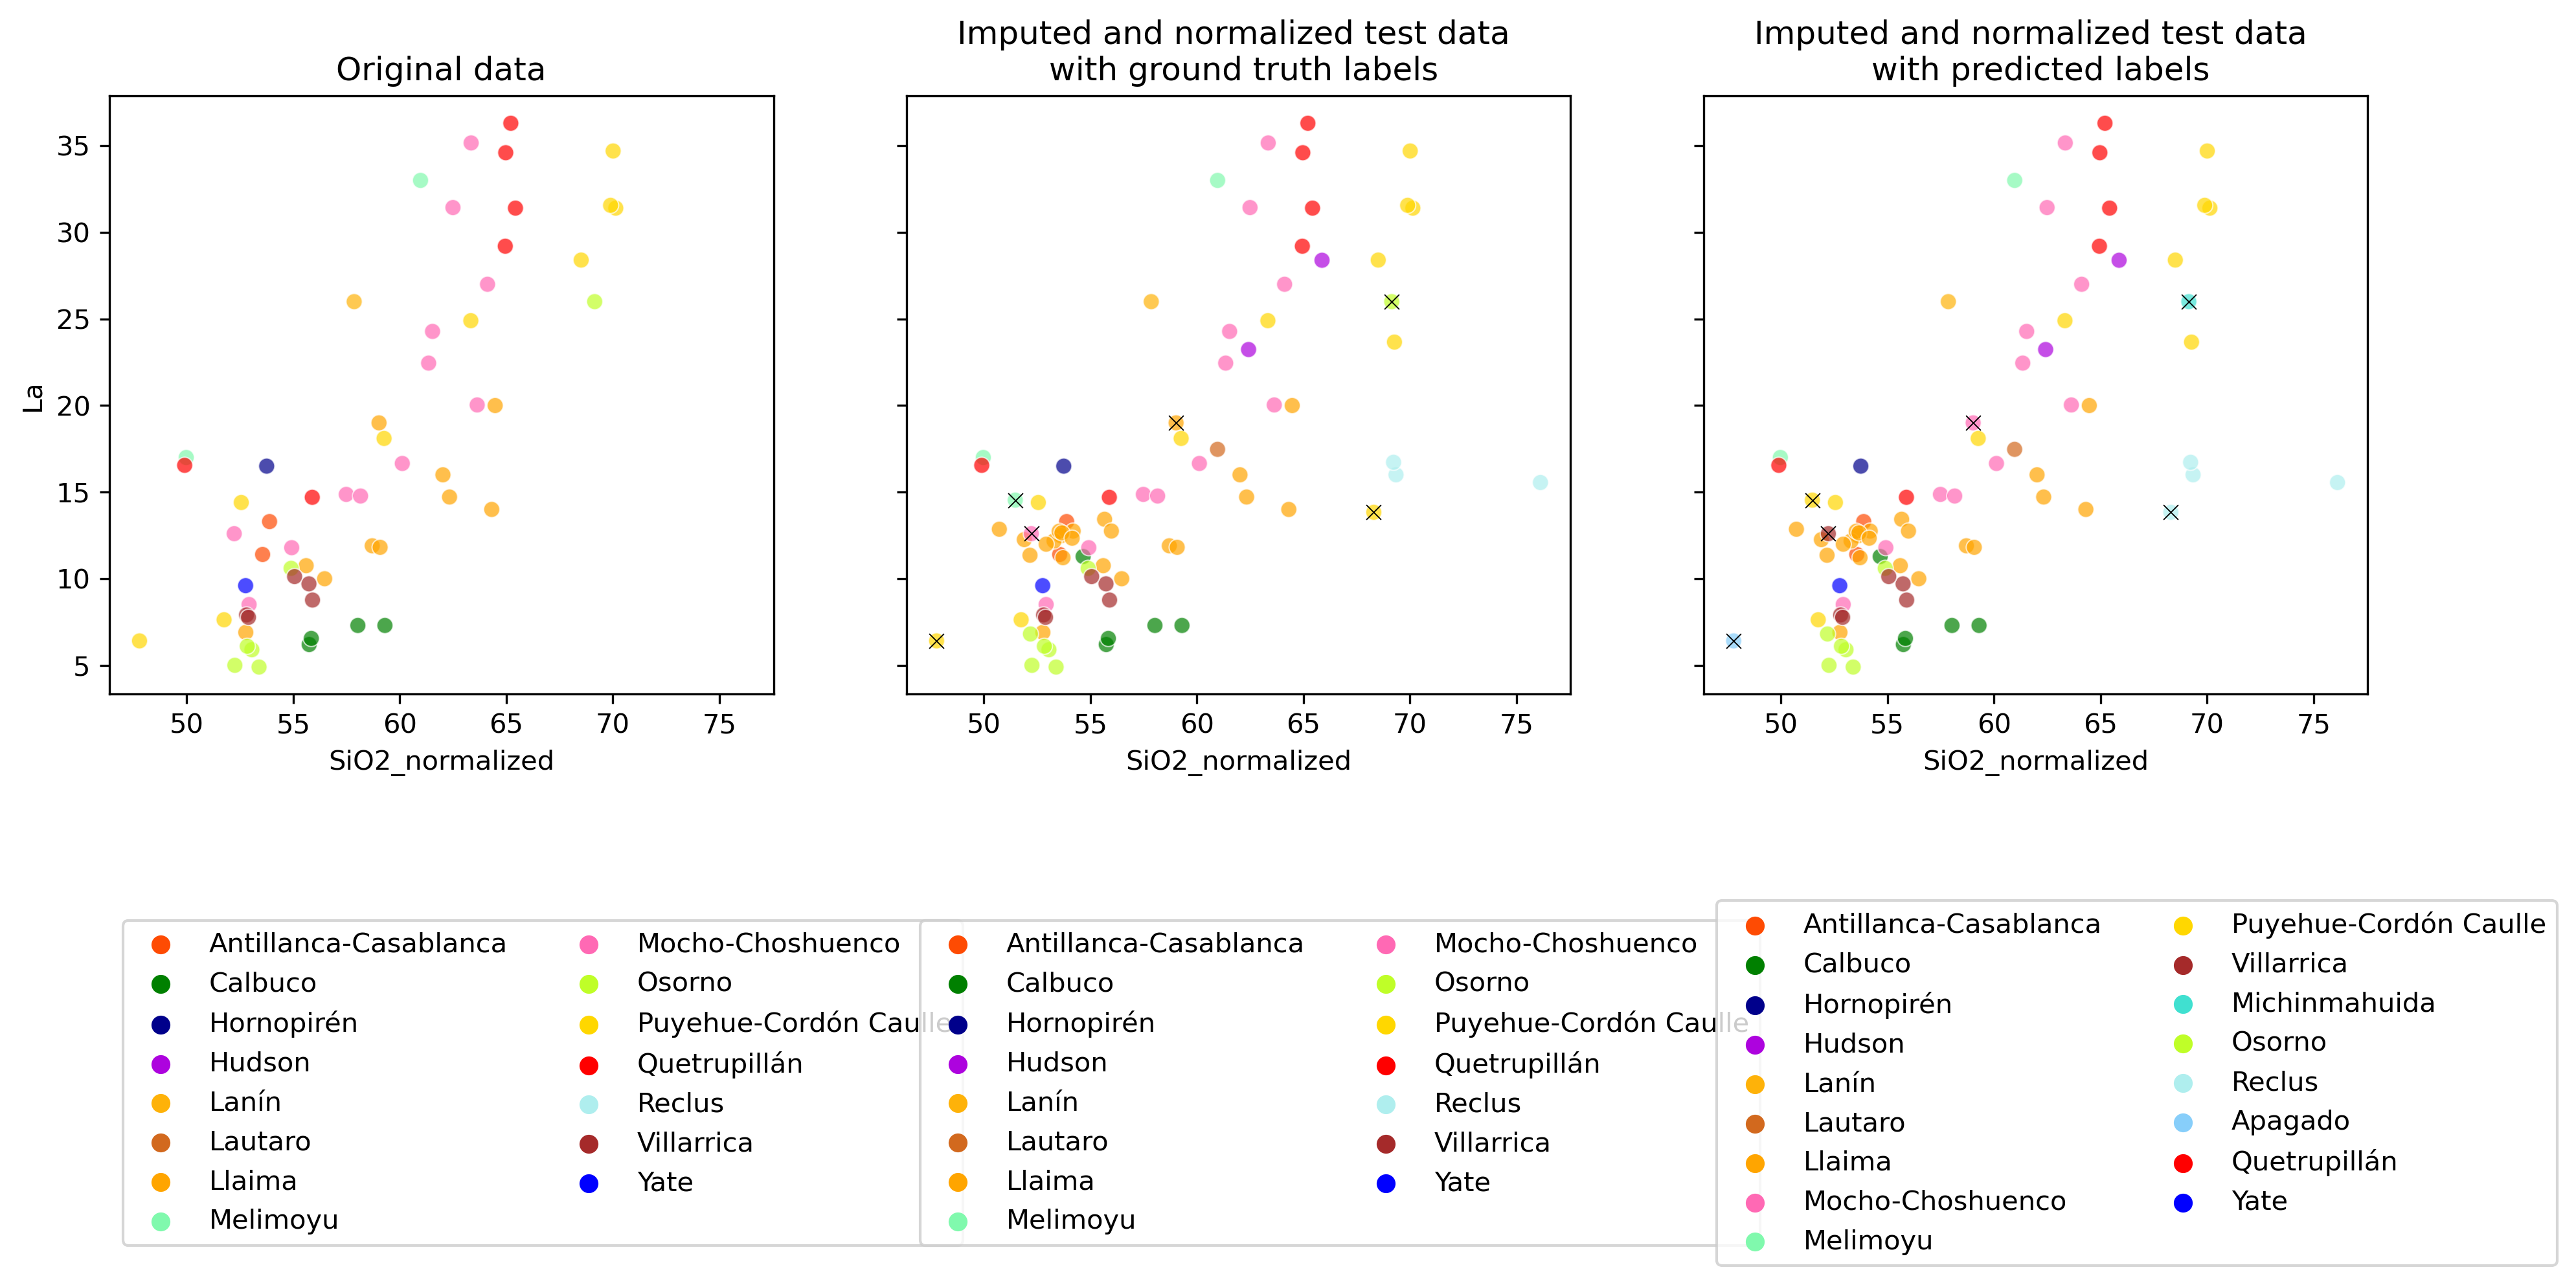 Original data
Imputed and normalized test data
with ground truth labels
Imputed and normalized test data
with predicted labels
La
35
30
25
20
15
10
5
50 55 60 65 70 75
SiO2_normalized
50 55 60 65 70 75
SiO2_normalized
50 55 60 65 70 75
SiO2_normalized
Antillanca-Casablanca
Calbuco
Hornopirén
Hudson
Lanín
Lautaro
Llaima
Melimoyu
Mocho-Choshuenco
Osorno
Puyehue-Cordón Caulle
Quetrupillán
Reclus
Villarrica
Yate
Antillanca-Casablanca
Calbuco
Hornopirén
Hudson
Lanín
Lautaro
Llaima
Melimoyu
Mocho-Choshuenco
Osorno
Puyehue-Cordón Caulle
Quetrupillán
Reclus
Villarrica
Yate
Antillanca-Casablanca
Calbuco
Hornopirén
Hudson
Lanín
Lautaro
Llaima
Mocho-Choshuenco
Melimoyu
Puyehue-Cordón Caulle
Villarrica
Michinmahuida
Osorno
Reclus
Apagado
Quetrupillán
Yate